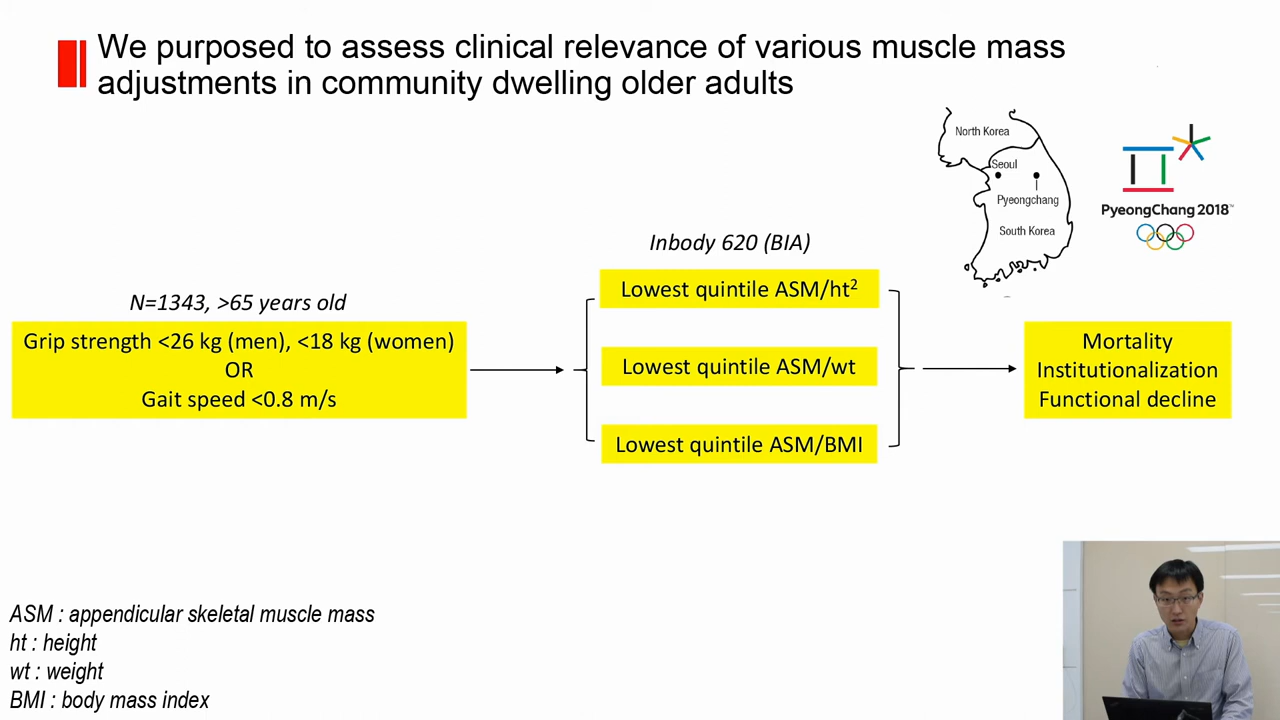 We purposed to assess clinical relevance of various muscle mass
adjustments in community dwelling older adults
North Korea
Seoul
Pyeongchang
South Korea
PyeongChang 2018™
Inbody 620 (BIA)
N=1343, >65 years old
Grip strength <26 kg (men), <18 kg (women)
OR
Gait speed <0.8 m/s
Lowest quintile ASM/ht²
Lowest quintile ASM/wt
Lowest quintile ASM/BMI
Mortality
Institutionalization
Functional decline
ASM : appendicular skeletal muscle mass
ht : height
wt : weight
BMI : body mass index